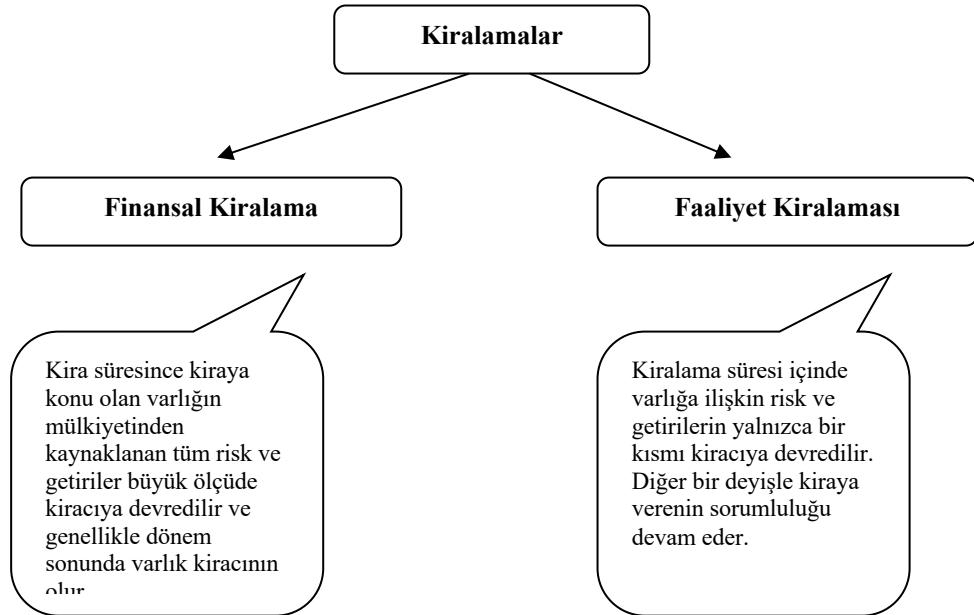 Kiralamalar
Finansal Kiralama
Faaliyet Kiralaması
Kira süresince kiraya
konu olan varlığın
mülkiyetinden
kaynaklanan tüm risk ve
getiriler büyük ölçüde
kiracıya devredilir ve
genellikle dönem
sonunda varlık kiracının
olur
Kiralama süresi içinde
varlığa ilişkin risk ve
getirilerin yalnızca bir
kısmı kiracıya devredilir.
Diğer bir deyişle kiraya
verenin sorumluluğu
devam eder.